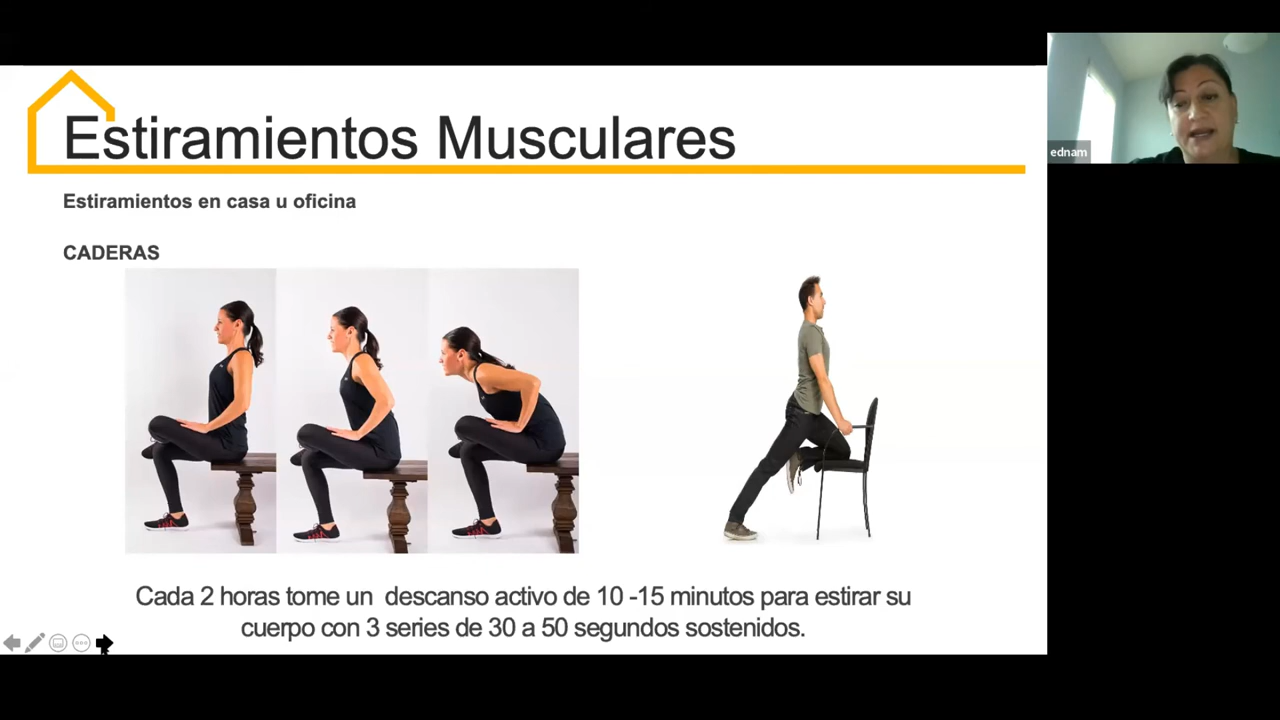 Estiramientos Musculares
ednam
Estiramientos en casa u oficina
CADERAS
Cada 2 horas tome un descanso activo de 10 -15 minutos para estirar su
cuerpo con 3 series de 30 a 50 segundos sostenidos.